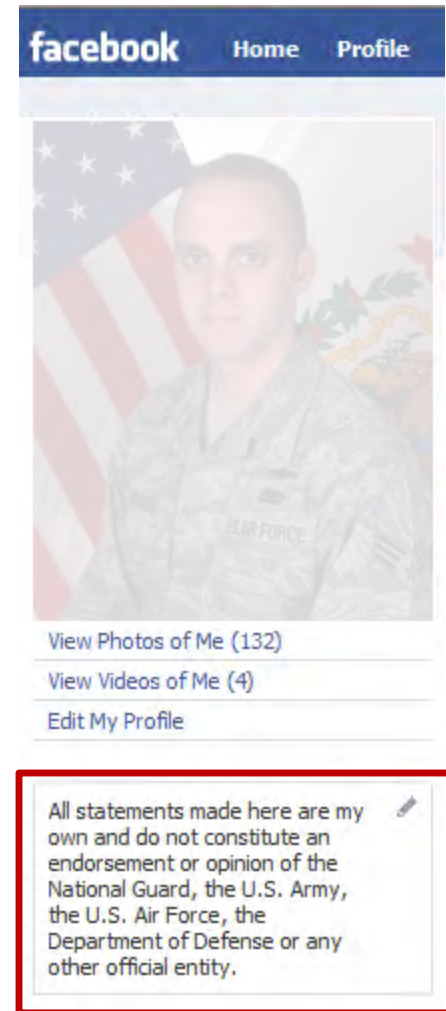 facebook Home Profile
U.S. AIR FORCE
View Photos of Me (132)
View Videos of Me (4)
Edit My Profile
All statements made here are my
own and do not constitute an
endorsement or opinion of the
National Guard, the U.S. Army,
the U.S. Air Force, the
Department of Defense or any
other official entity.